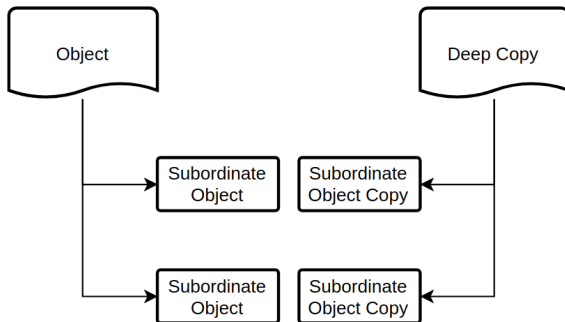 Object
Deep Copy
Subordinate
Object
Subordinate
Object Copy
Subordinate
Object
Subordinate
Object Copy